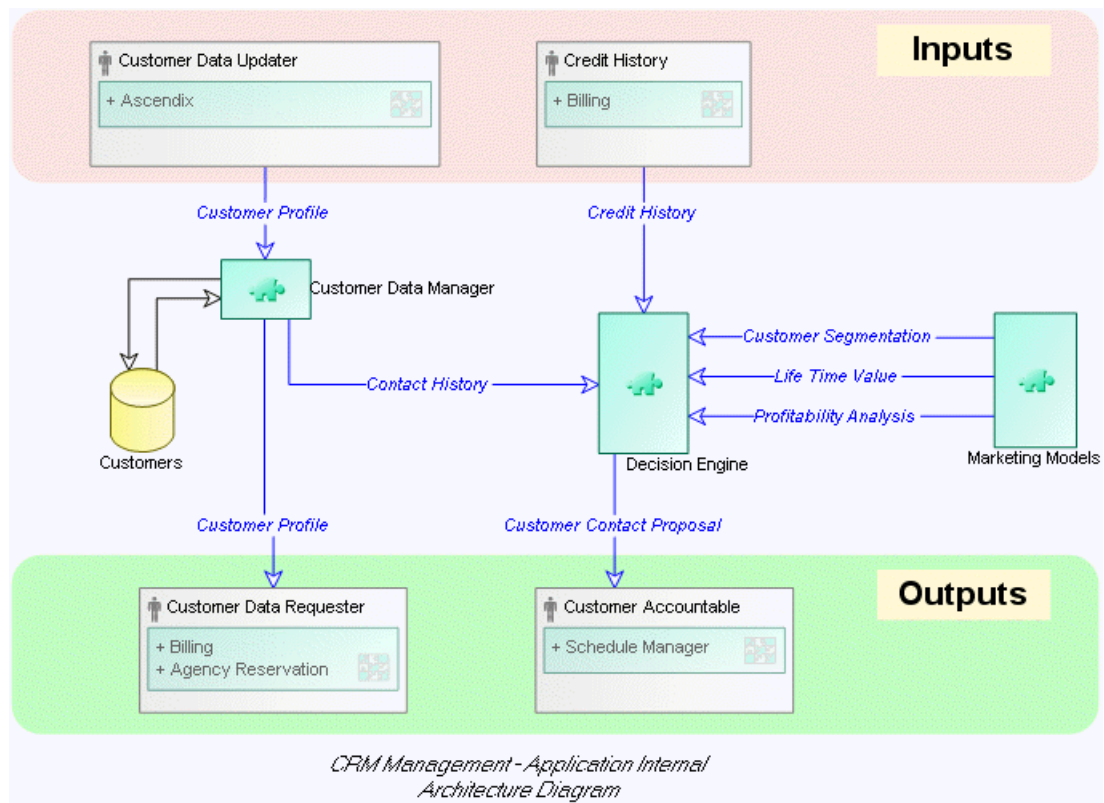 Inputs
Customer Data Updater
+ Ascendix
Credit History
+ Billing
Customer Profile
Credit History
Customer Data Manager
Customer Segmentation
Life Time Value
Contact History
Profitability Analysis
Customers
Decision Engine
Marketing Models
Customer Profile
Customer Contact Proposal
Outputs
Customer Data Requester
+ Billing
+ Agency Reservation
Customer Accountable
+ Schedule Manager
CRM Management - Application Internal
Architecture Diagram